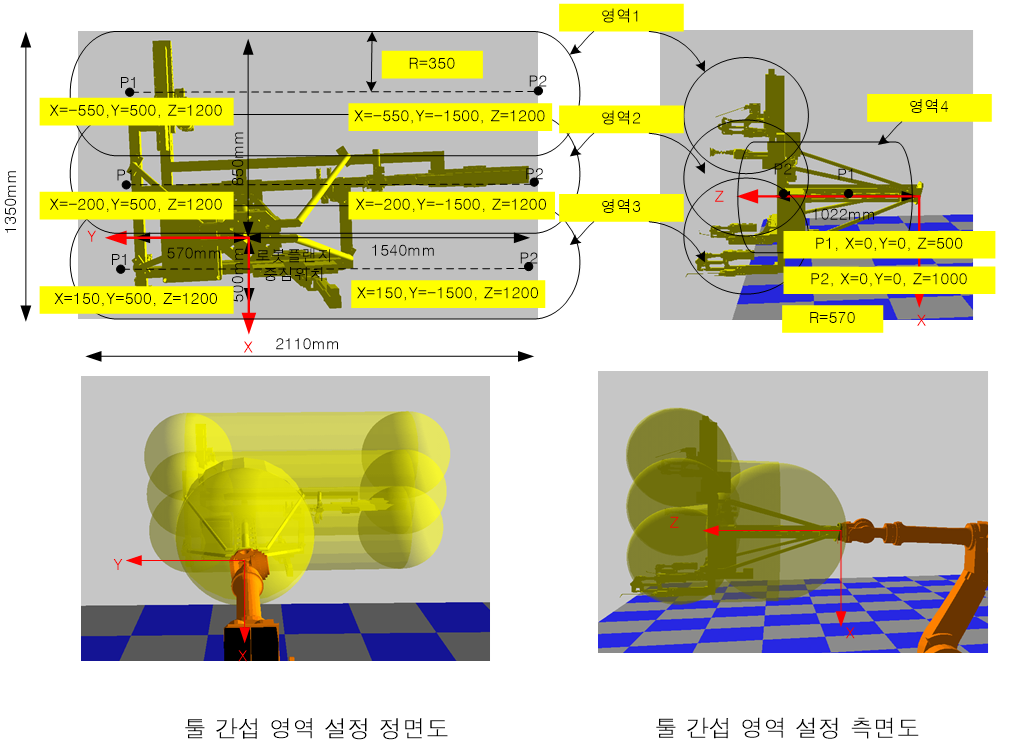 영역1
R=350
P1
P2
X=-550,Y=500, Z=1200
X=-550,Y=-1500, Z=1200
영역2
영역4
850mm
1350mm
P1
P2
X=-200,Y=500, Z=1200
X=-200,Y=-1500, Z=1200
영역3
P2
P1
Z
1022mm
Y
570mm
1540mm
로봇플랜지
중심위치
500mm
P1
P2
X=150,Y=500, Z=1200
X=150,Y=-1500, Z=1200
P1, X=0,Y=0, Z=500
P2, X=0,Y=0, Z=1000
R=570
X
X
2110mm
Y
X
Z
X
툴 간섭 영역 설정 정면도
툴 간섭 영역 설정 측면도